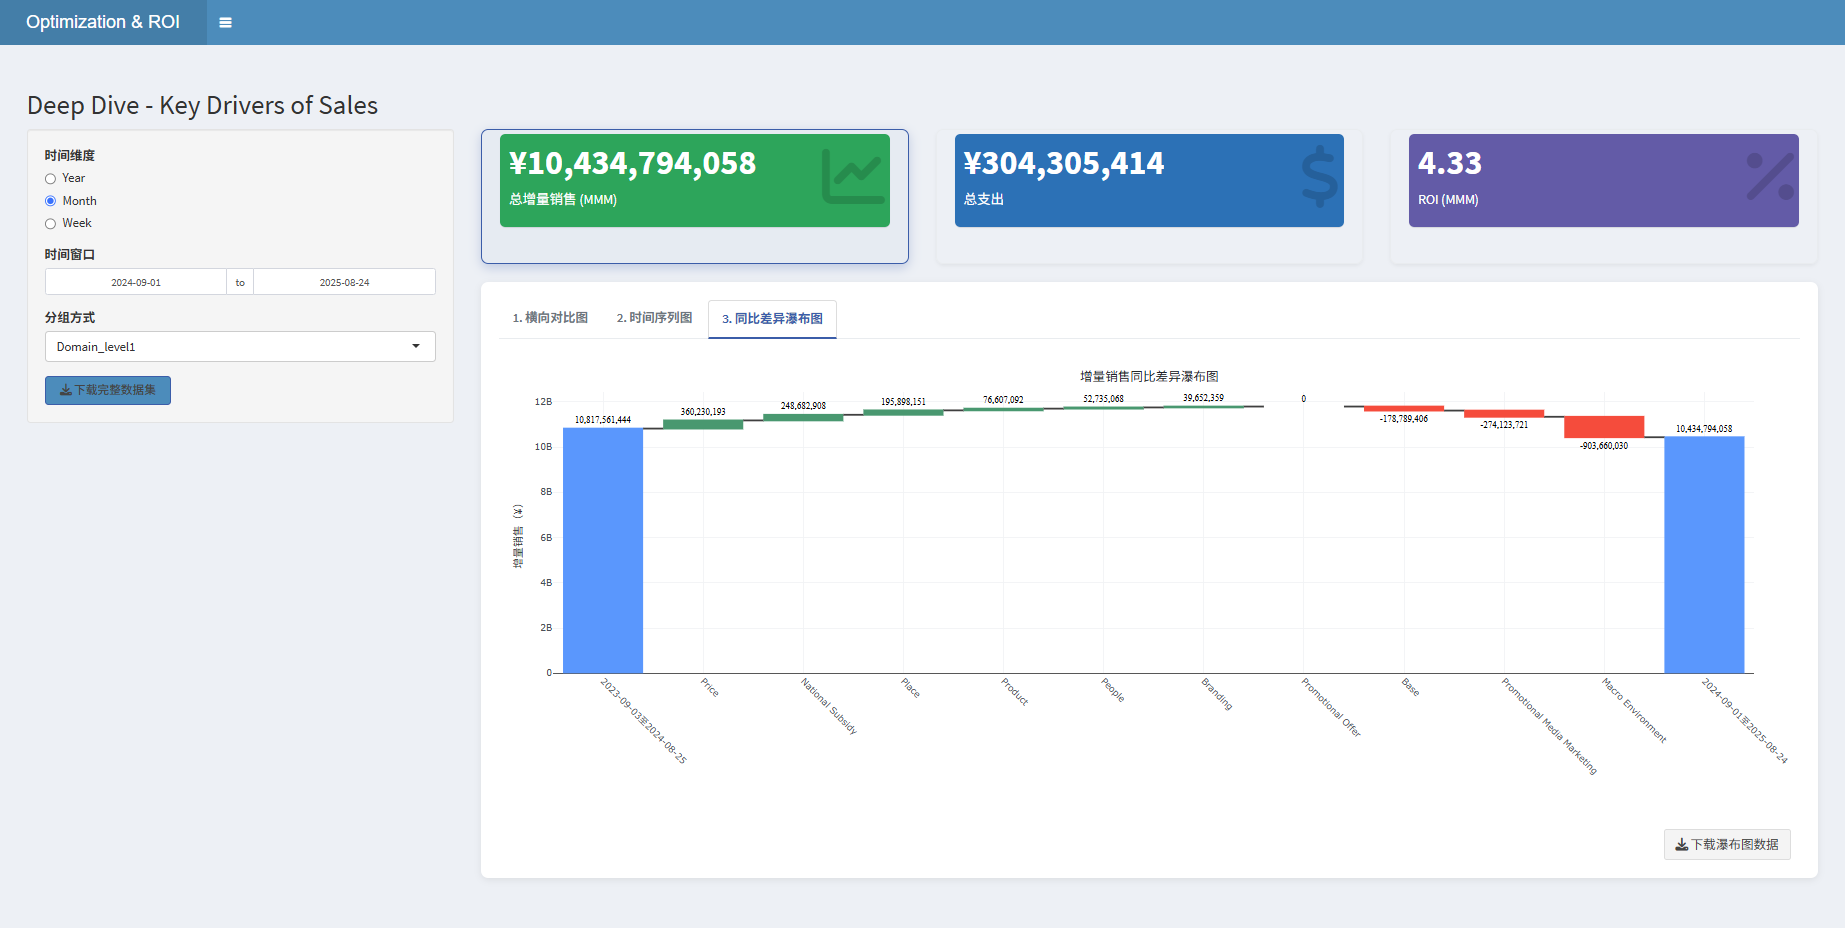 Optimization & ROI
Deep Dive - Key Drivers of Sales
时间维度
Year
Month
Week
时间窗口
2024-09-01 to 2025-08-24
分组方式
Domain_level1
下载完整数据集
¥10,434,794,058
总增量销售 (MMM)
¥304,305,414
总支出
4.33
ROI (MMM)
1. 横向对比图
2. 时间序列图
3. 同比差异瀑布图
增量销售同比差异瀑布图
增量销售 (¥)
12B
10B
8B
6B
4B
2B
0
10,817,561,444
360,230,193
248,682,908
195,898,151
76,607,092
52,735,068
39,652,359
0
-178,789,406
-274,123,721
-903,660,030
10,434,794,058
2023-09-03至2024-08-25
Price
National Subsidy
Place
Product
People
Branding
Promotional Offer
Base
Promotional Media Marketing
Macro Environment
2024-09-01至2025-08-24
下载瀑布图数据